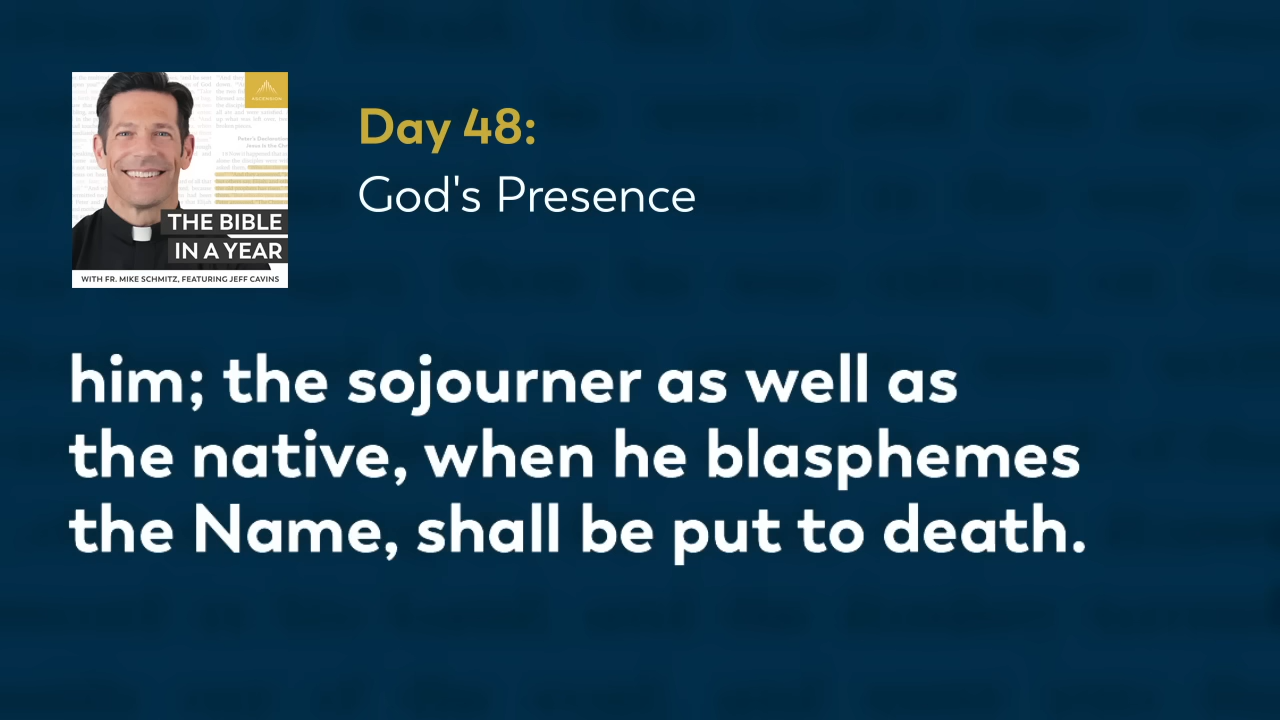 Day 48:
God's Presence
ASCENSION
THE BIBLE
IN A YEAR
WITH FR. MIKE SCHMITZ, FEATURING JEFF CAVINS
him; the sojourner as well as
the native, when he blasphemes
the Name, shall be put to death.